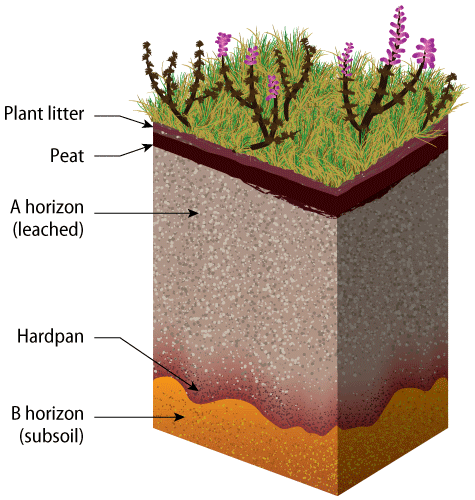 Plant litter
Peat
A horizon
(leached)
Hardpan
B horizon
(subsoil)